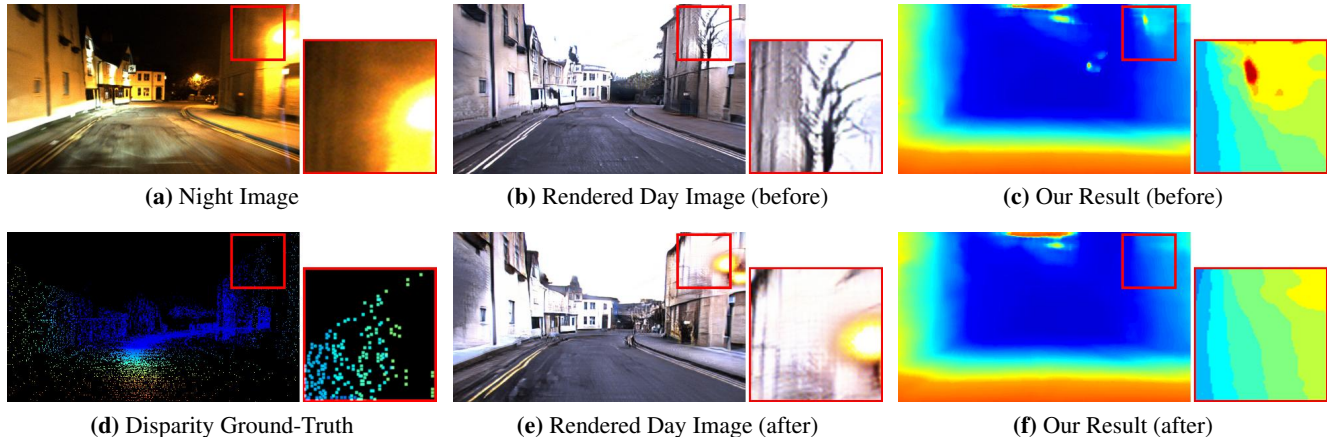 (a) Night Image
(b) Rendered Day Image (before)
(c) Our Result (before)
(d) Disparity Ground-Truth
(e) Rendered Day Image (after)
(f) Our Result (after)